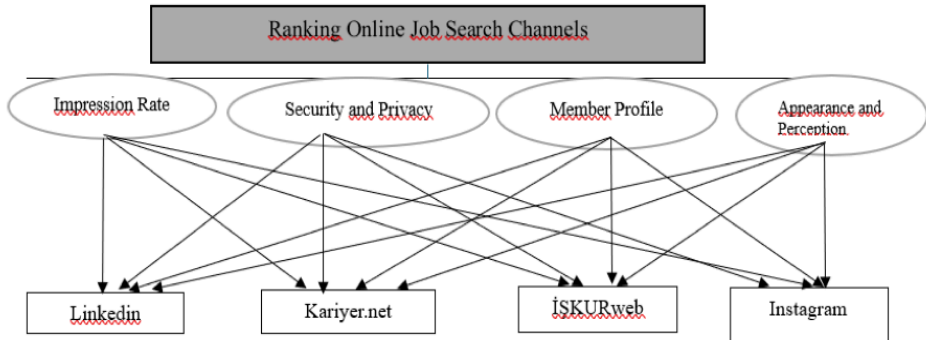 Ranking Online Job Search Channels
Impression Rate
Security and Privacy
Member Profile
Appearance and
Perception
Linkedin
Kariyer.net
İŞKURweb
Instagram